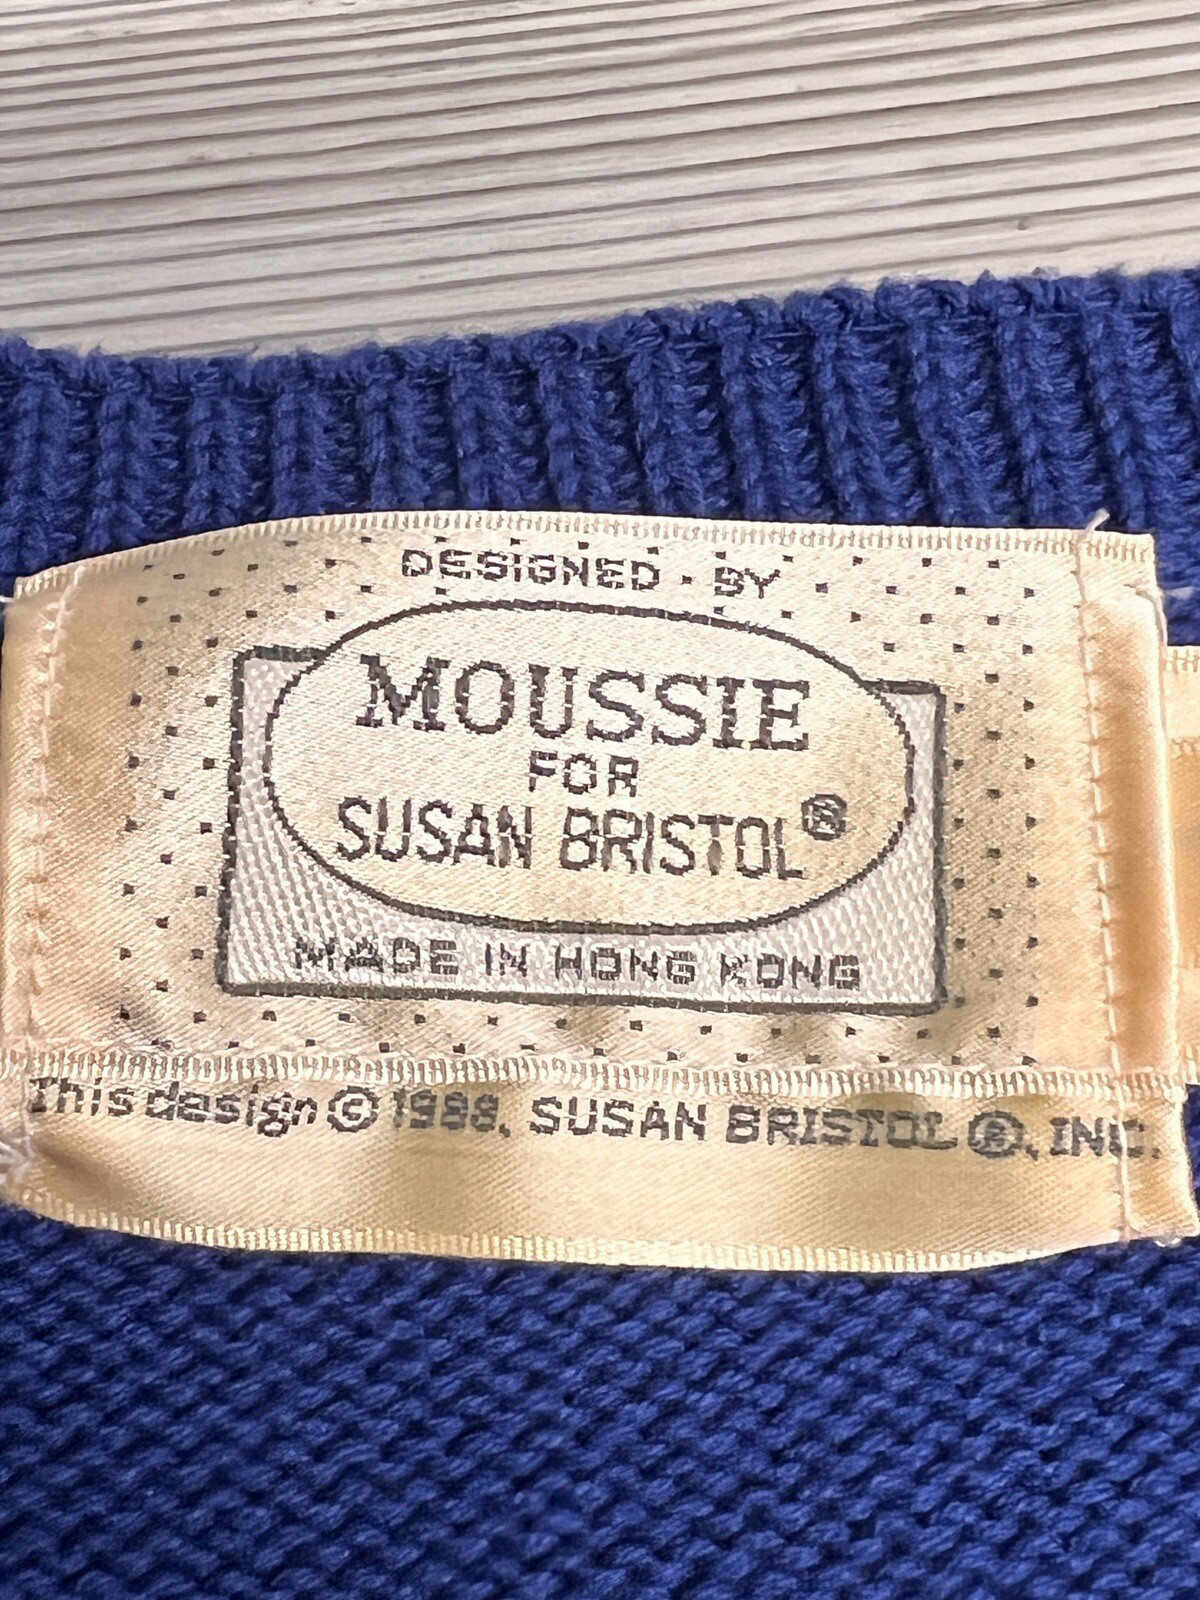 DESIGNED · BY
MOUSSIE
FOR
SUSAN BRISTOL®
MADE IN HONG KONG
This design © 1988, SUSAN BRISTOL ®, INC.